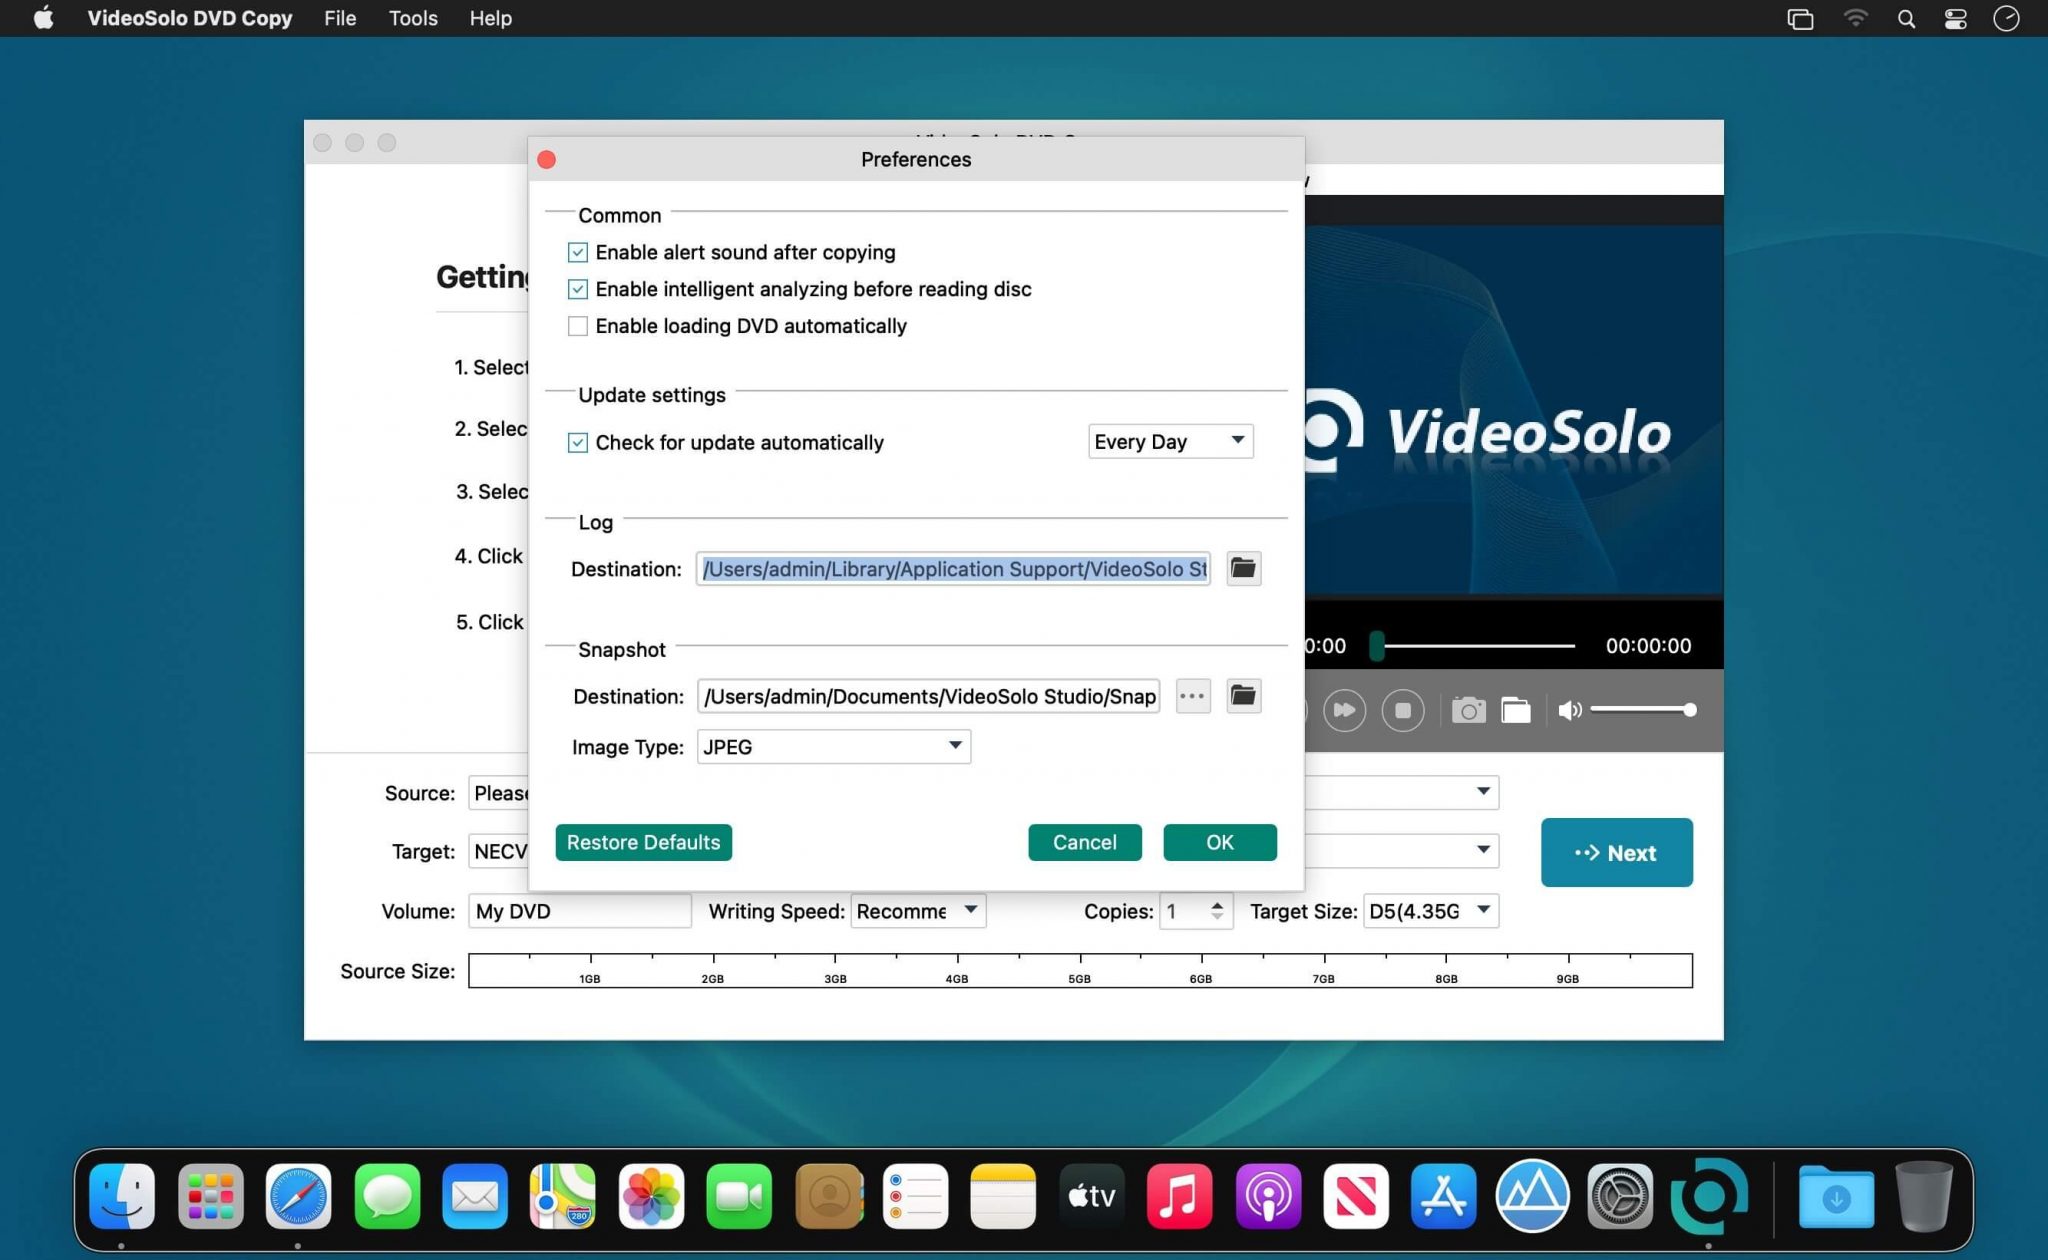 VideoSolo DVD Copy File Tools Help
Preferences
Common
Enable alert sound after copying
Enable intelligent analyzing before reading disc
Enable loading DVD automatically
Update settings
Check for update automatically Every Day
Log
Destination: /Users/admin/Library/Application Support/VideoSolo St
Snapshot
Destination: /Users/admin/Documents/VideoSolo Studio/Snap
Image Type: JPEG
Restore Defaults Cancel OK
Getting
1. Select
2. Selec
3. Selec
4. Click
5. Click
VideoSolo
0:00 00:00:00
Source: Please
Target: NECV
Next
Volume: My DVD Writing Speed: Recomme Copies: 1 Target Size: D5(4.35G
Source Size: 1GB 2GB 3GB 4GB 5GB 6GB 7GB 8GB 9GB
280
tv